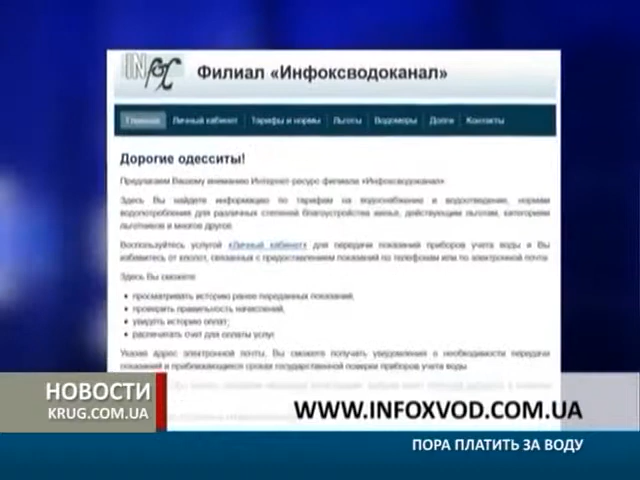 INFOX
Филиал «Инфоксводоканал»
Главная Личный кабинет Тарифы и нормы Льготы Водомеры Долги Контакты
Дорогие одесситы!
Предлагаем Вашему вниманию Интернет-ресурс филиала «Инфоксводоканал».
Здесь Вы найдете информацию по тарифам на водоснабжение и водоотведение, нормам
водопотребления для различных степеней благоустройства жилья, действующим льготам, категориям
льготников и многое другое.
Воспользуйтесь услугой «Личный кабинет» для передачи показаний приборов учета воды и Вы
избавитесь от хлопот, связанных с предоставлением показаний по телефонам или по электронной почте.
Здесь Вы сможете:
просматривать историю ранее переданных показаний;
проверить правильность начислений;
увидеть историю оплат;
распечатать счет для оплаты услуг.
Указав адрес электронной почты, Вы сможете получать уведомления о необходимости передачи
показаний и приближающихся сроках государственной поверки приборов учета воды.
НОВОСТИ
KRUG.COM.UA
WWW.INFOXVOD.COM.UA
ПОРА ПЛАТИТЬ ЗА ВОДУ